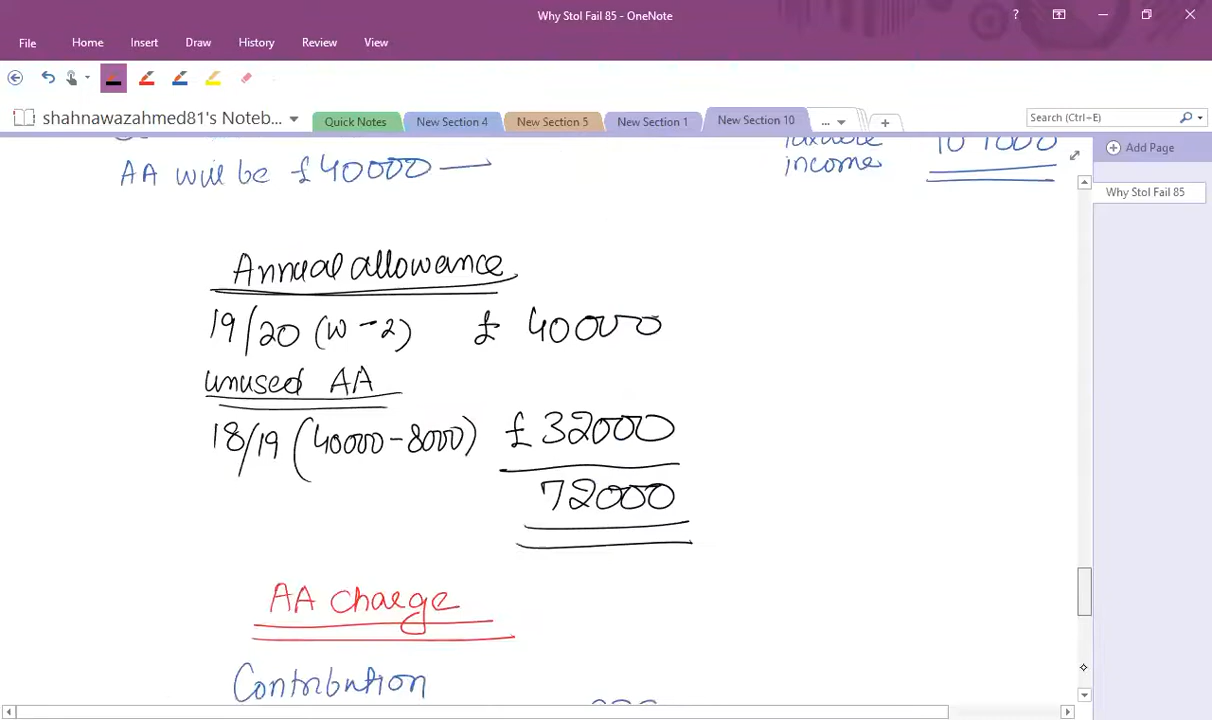 Why Stol Fail 85 - OneNote
File Home Insert Draw History Review View
shahnawazahmed81's Noteb... Quick Notes New Section 4 New Section 5 New Section 1 New Section 10 ... Search (Ctrl+E)
Add Page
Why Stol Fail 85
income
AA will be £40000
Annual allowance
19/20 (W-2) £ 40000
unused AA
18/19 (40000-8000) £32000
72000
AA charge
Contribution